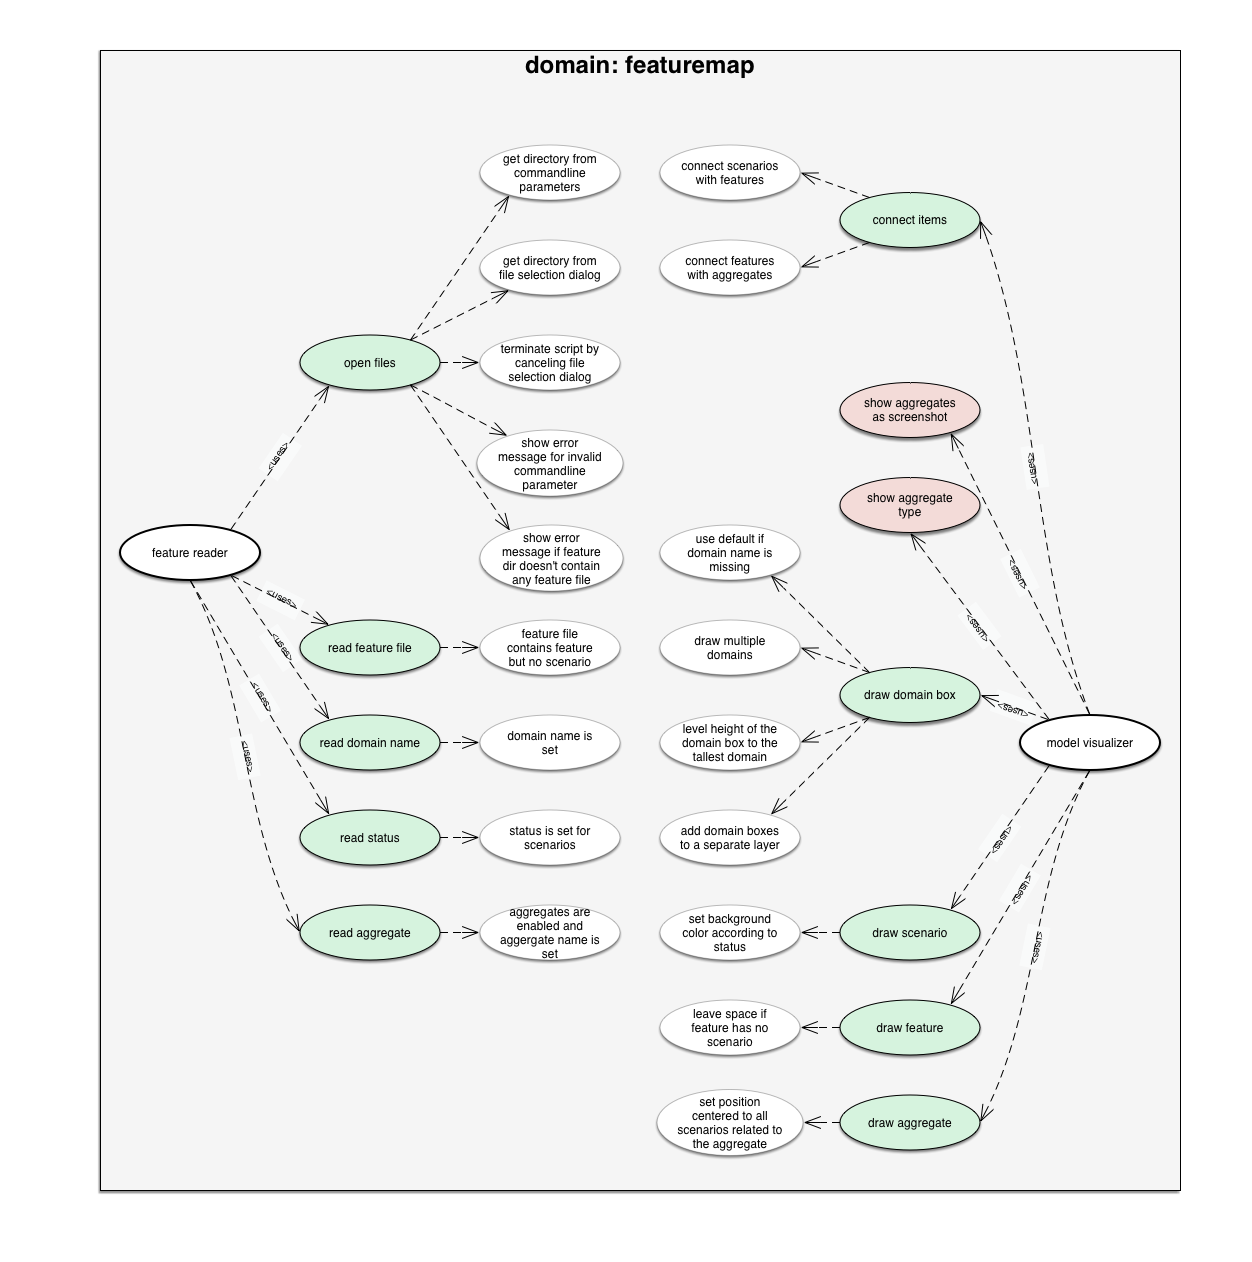 domain: featuremap
get directory from
commandline
parameters
get directory from
file selection dialog
open files
terminate script by
canceling file
selection dialog
show error
message for invalid
commandline
parameter
<uses>
show error
message if feature
dir doesn't contain
any feature file
feature reader
<uses>
read feature file
feature file
contains feature
but no scenario
<uses>
read domain name
domain name is
set
<uses>
read status
status is set for
scenarios
<uses>
read aggregate
aggregates are
enabled and
aggergate name is
set
connect scenarios
with features
connect items
connect features
with aggregates
show aggregates
as screenshot
<uses>
show aggregate
type
<uses>
use default if
domain name is
missing
<uses>
draw multiple
domains
draw domain box
<uses>
level height of the
domain box to the
tallest domain
model visualizer
add domain boxes
to a separate layer
<uses>
set background
color according to
status
draw scenario
<uses>
<uses>
leave space if
feature has no
scenario
draw feature
set position
centered to all
scenarios related to
the aggregate
draw aggregate